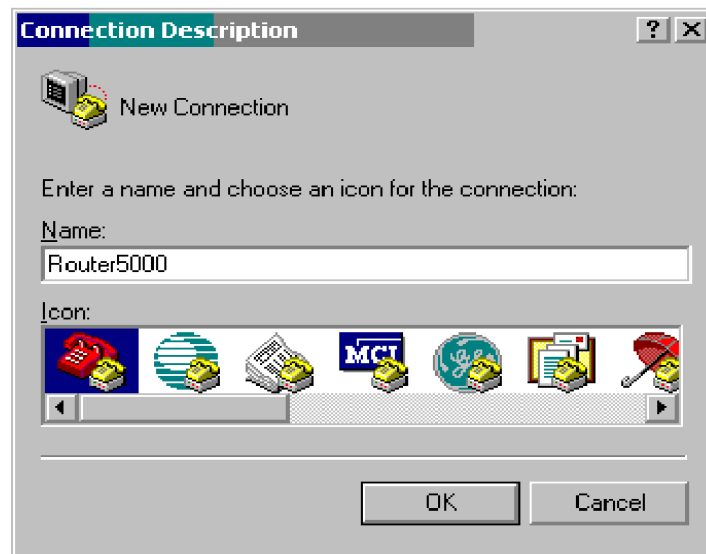 Connection Description
New Connection
Enter a name and choose an icon for the connection:
Name:
Router5000
Icon:
MCI
OK
Cancel